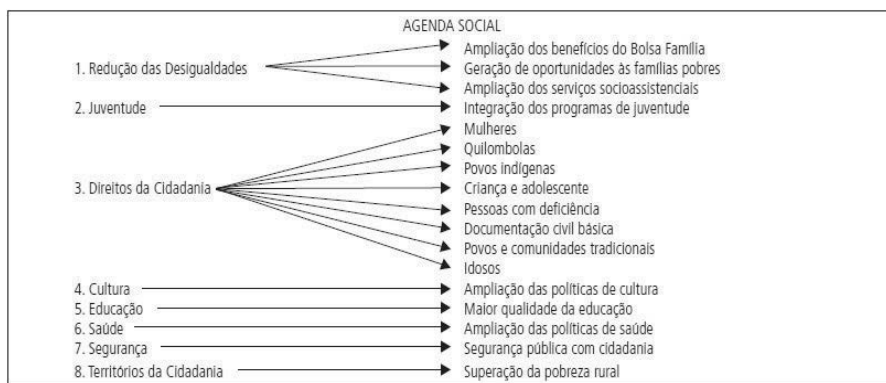 AGENDA SOCIAL
1. Redução das Desigualdades
Ampliação dos benefícios do Bolsa Família
Geração de oportunidades às famílias pobres
Ampliação dos serviços socioassistenciais
2. Juventude
Integração dos programas de juventude
3. Direitos da Cidadania
Mulheres
Quilombolas
Povos indígenas
Criança e adolescente
Pessoas com deficiência
Documentação civil básica
Povos e comunidades tradicionais
Idosos
4. Cultura
Ampliação das políticas de cultura
5. Educação
Maior qualidade da educação
6. Saúde
Ampliação das políticas de saúde
7. Segurança
Segurança pública com cidadania
8. Territórios da Cidadania
Superação da pobreza rural